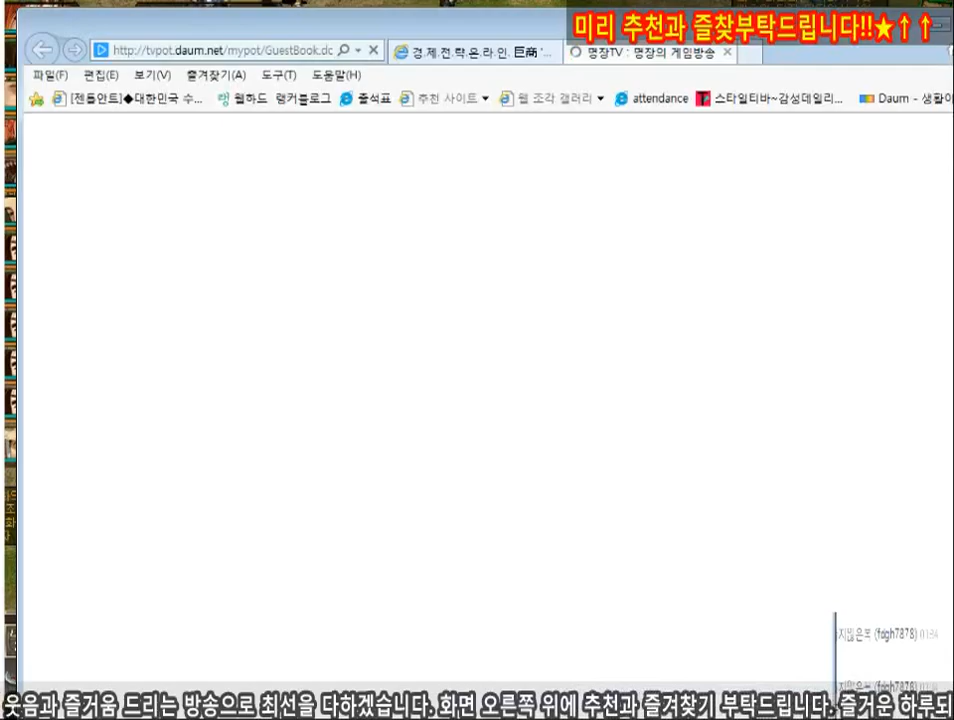 미리 추천과 즐찾부탁드립니다!!★↑↑
http://tvpot.daum.net/mypot/GuestBook.dc
경.제.전.략.온.라.인. 巨商 '...
명장TV : 명장의 게임방송
파일(F) 편집(E) 보기(V) 즐겨찾기(A) 도구(T) 도움말(H)
[젠틀안트]◆대한민국 수... 웹하드 랭커블로그 출석표 추천 사이트 웹 조각 갤러리 attendance 스타일티바~감성데일리... Daum - 생활이
(fdgh7878)
웃음과 즐거움 드리는 방송으로 최선을 다하겠습니다. 화면 오른쪽 위에 추천과 즐겨찾기 부탁드립니다. 즐거운 하루되